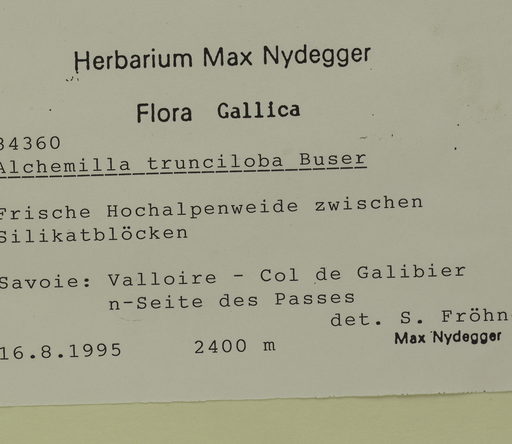 Herbarium Max Nydegger
Flora Gallica
34360
Alchemilla trunciloba Buser
Frische Hochalpenweide zwischen
Silikatblöcken
Savoie: Valloire - Col de Galibier
n-Seite des Passes
det. S. Fröhn
16.8.1995 2400 m
Max Nydegger